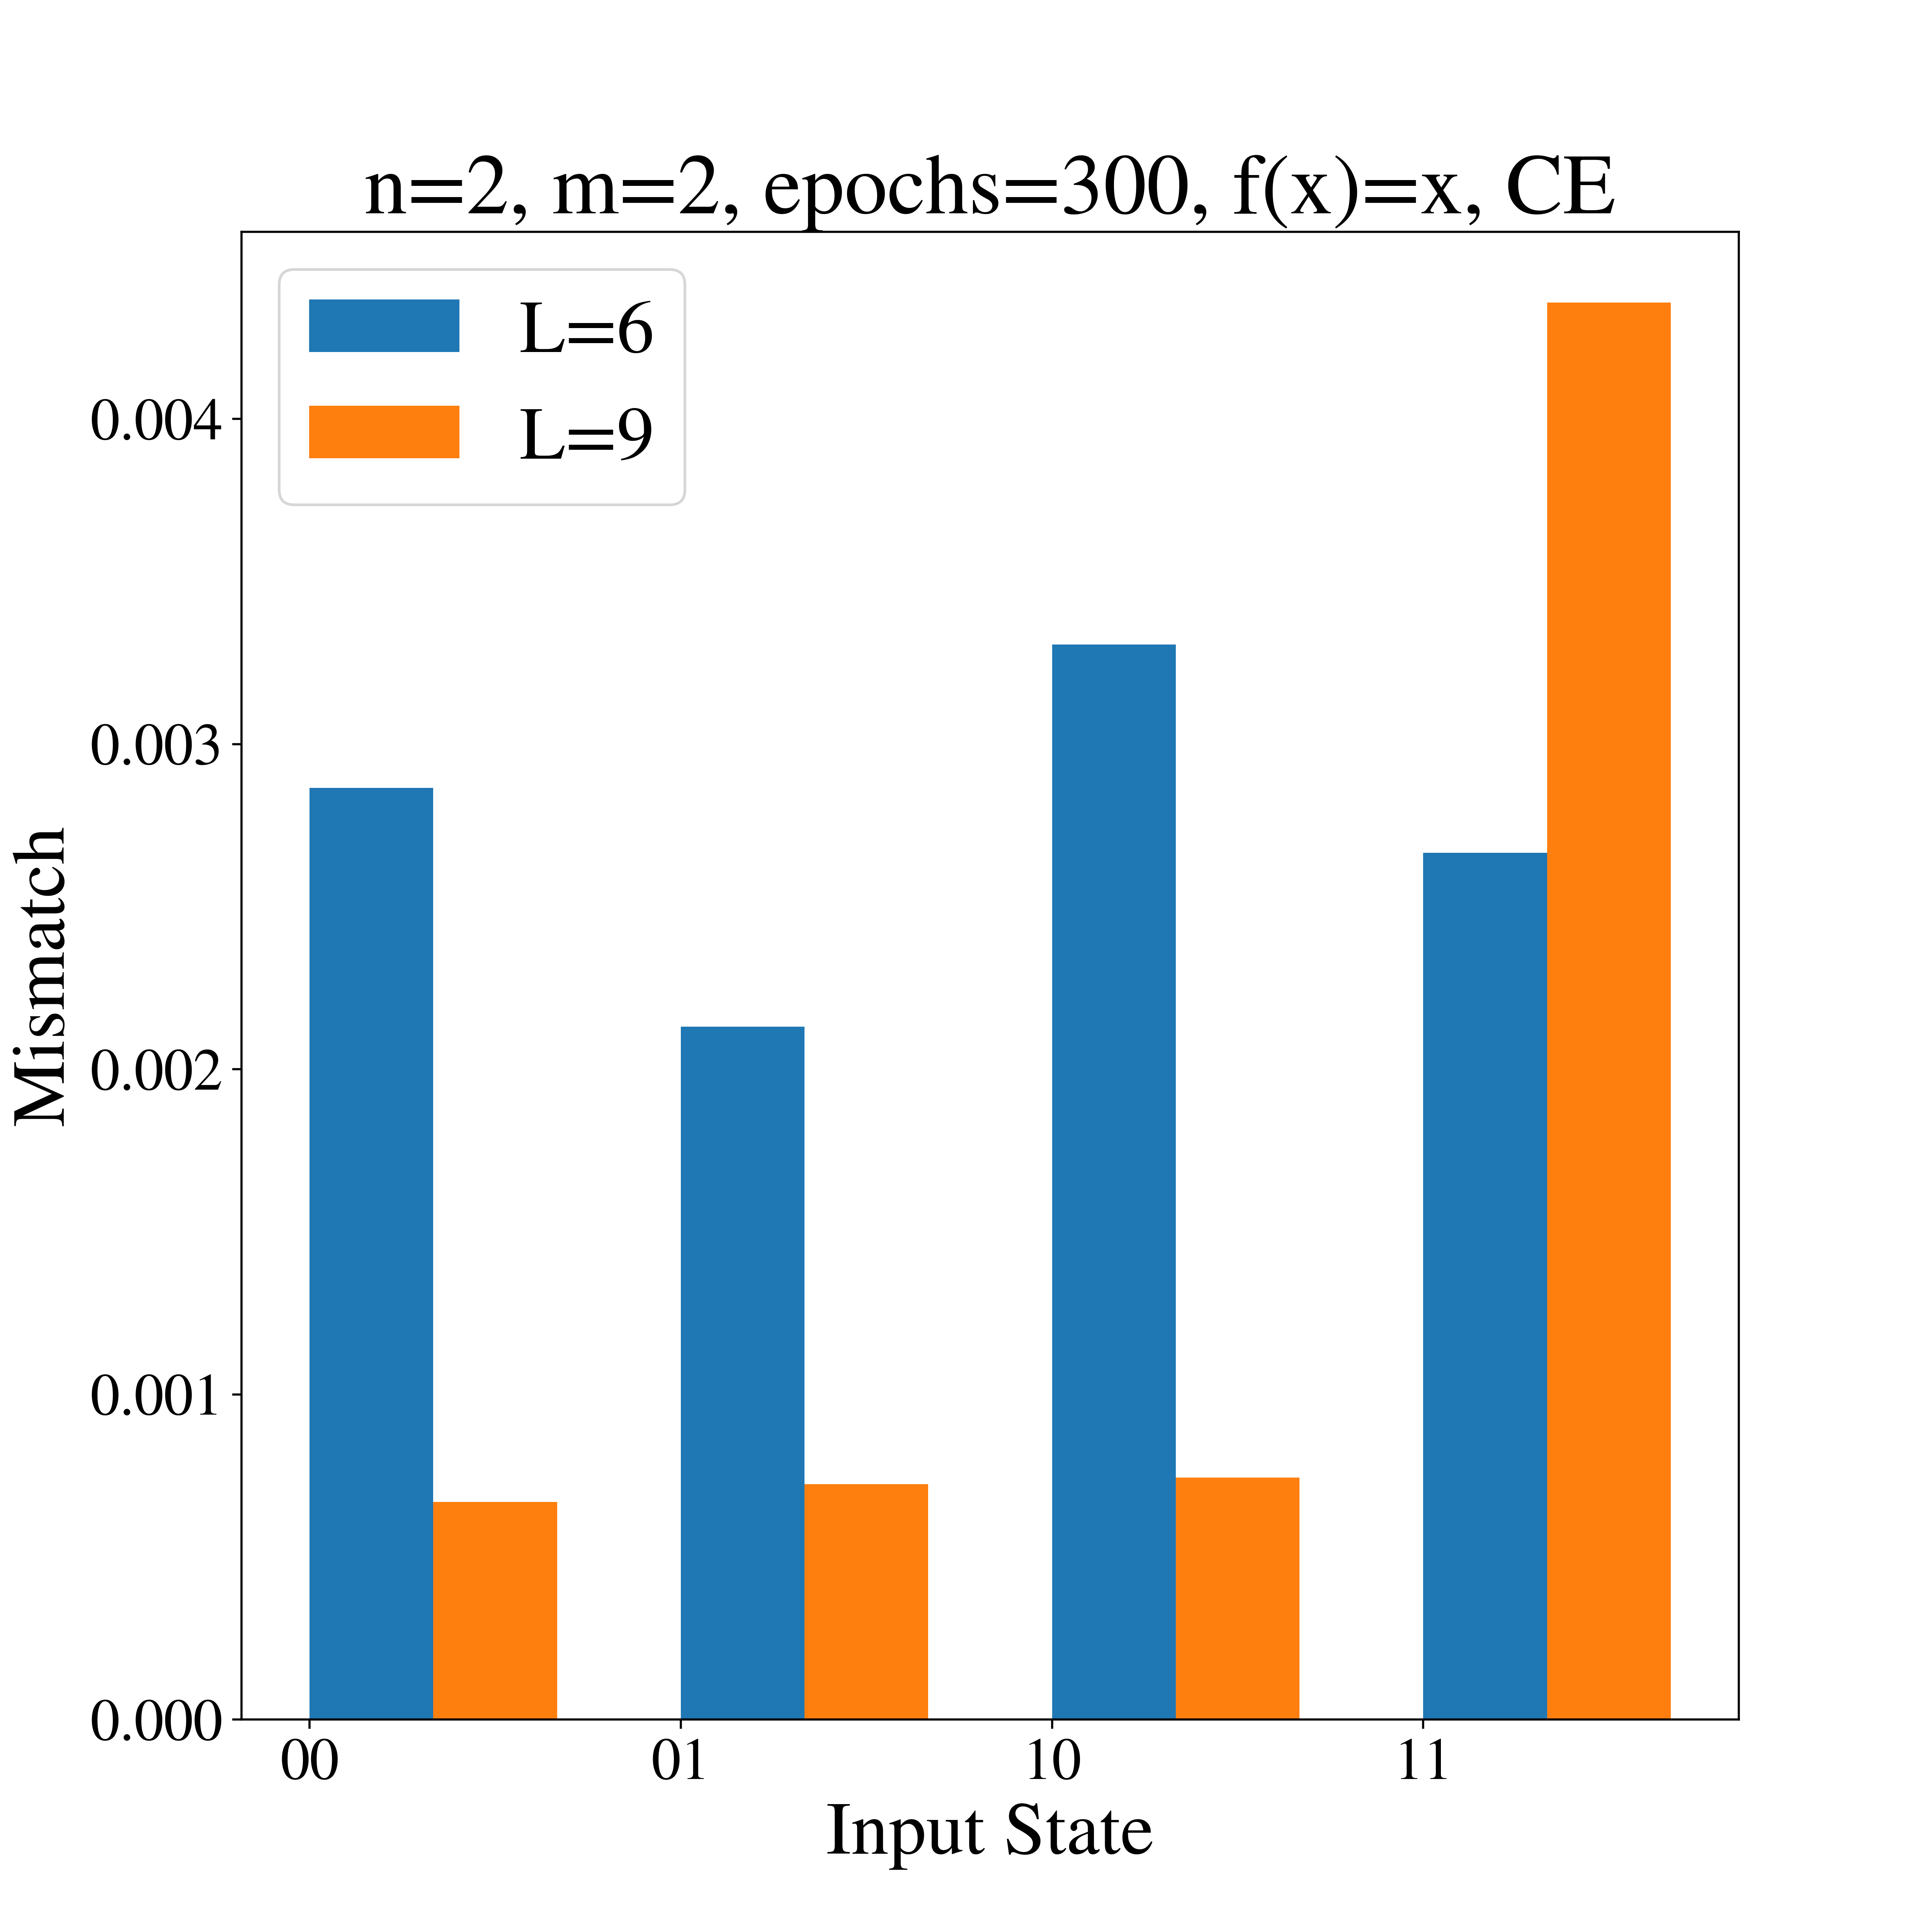 n=2, m=2, epochs=300, f(x)=x, CE
L=6
L=9
0.004
0.003
0.002
0.001
0.000
Mismatch
00 01 10 11
Input State